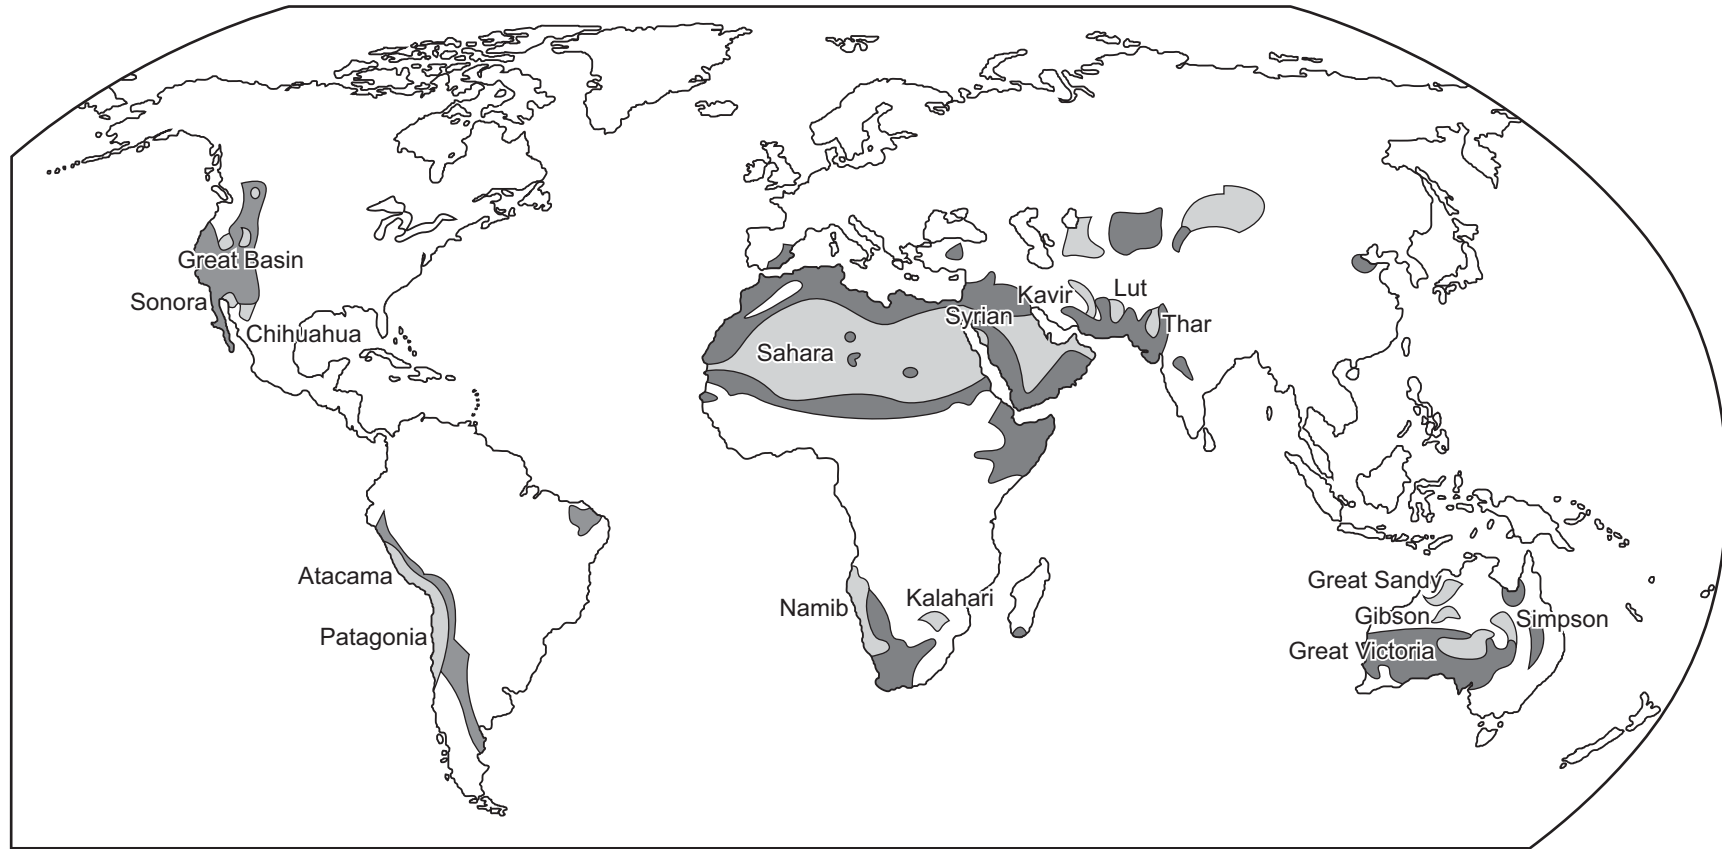 Great Basin
Sonora
Chihuahua
Kavir
Lut
Syrian
Thar
Sahara
Atacama
Patagonia
Namib
Kalahari
Great Sandy
Gibson
Simpson
Great Victoria